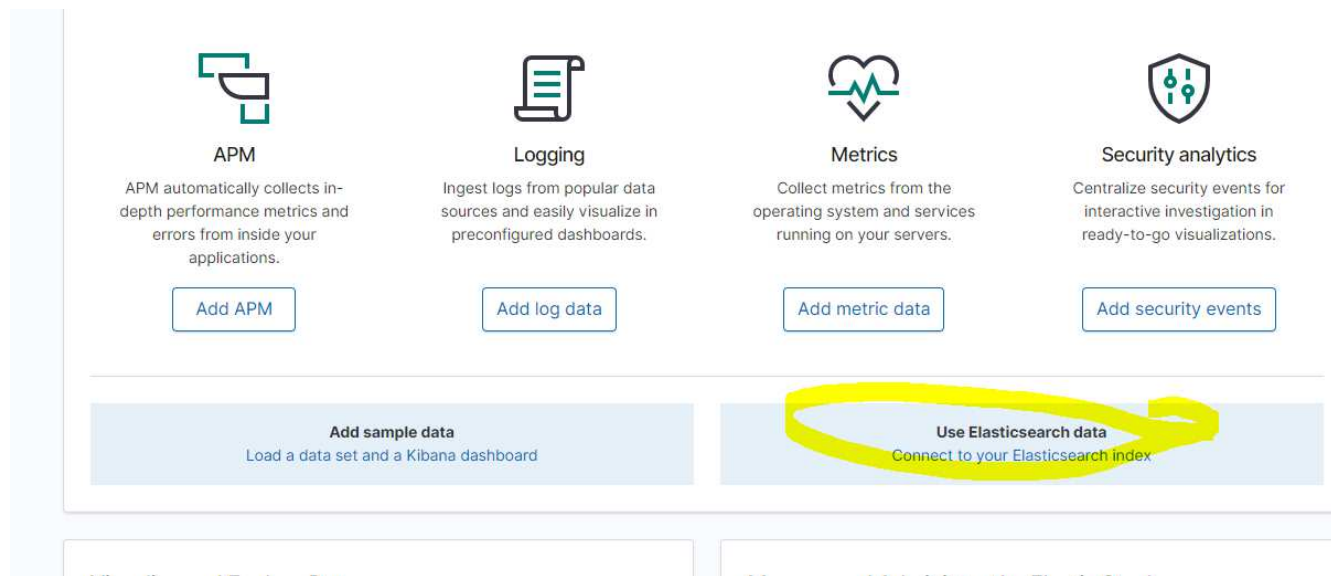 APM
APM automatically collects in-
depth performance metrics and
errors from inside your
applications.
Add APM
Logging
Ingest logs from popular data
sources and easily visualize in
preconfigured dashboards.
Add log data
Metrics
Collect metrics from the
operating system and services
running on your servers.
Add metric data
Security analytics
Centralize security events for
interactive investigation in
ready-to-go visualizations.
Add security events
Add sample data
Load a data set and a Kibana dashboard
Use Elasticsearch data
Connect to your Elasticsearch index